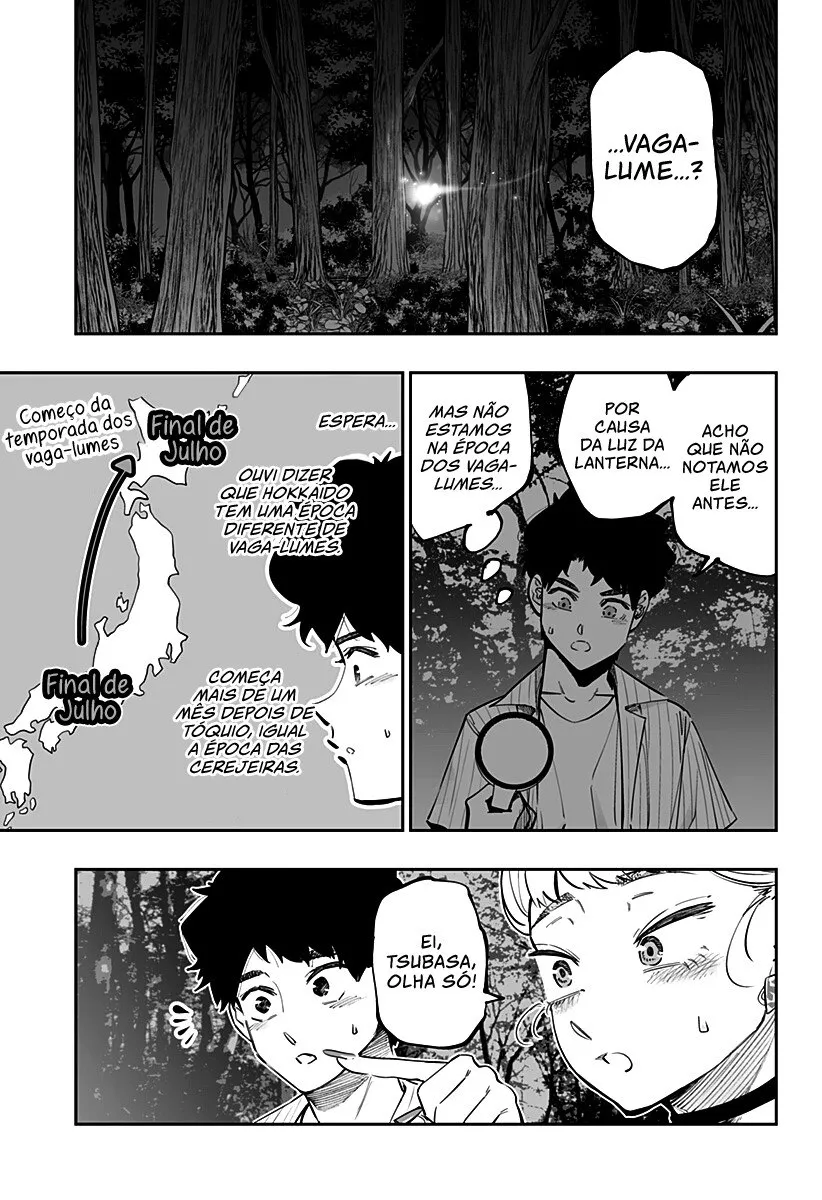 ...VAGA-
LUME...?
ACHO
QUE NÃO
NOTAMOS
ELE
ANTES...
POR
CAUSA
DA LUZ DA
LANTERNA...
MAS NÃO
ESTAMOS
NA ÉPOCA
DOS VAGA-
LUMES...
ESPERA...
OUVI DIZER
QUE HOKKAIDO
TEM UMA ÉPOCA
DIFERENTE DE
VAGA-LUMES.
Começo da
temporada dos
vaga-lumes
Final de
Julho
Final de
Julho
COMEÇA
MAIS DE UM
MÊS DEPOIS DE
TÓQUIO, IGUAL
A ÉPOCA DAS
CEREJEIRAS.
EI,
TSUBASA,
OLHA SÓ!